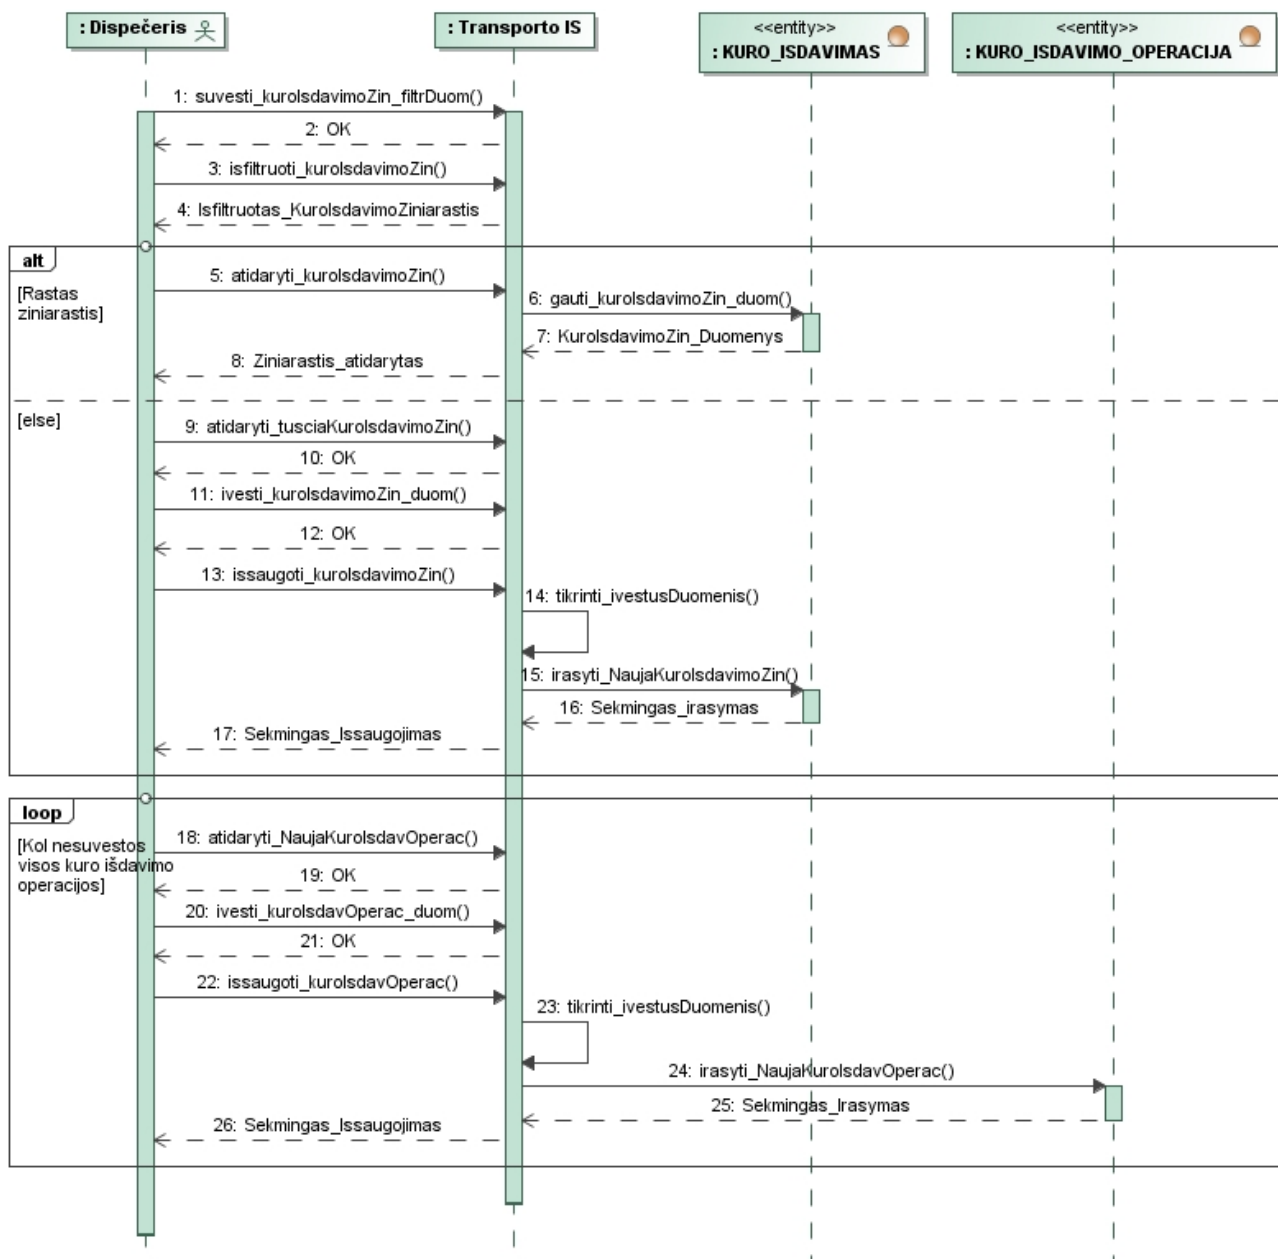 : Dispečeris
: Transporto IS
<<entity>>
: KURO_ISDAVIMAS
<<entity>>
: KURO_ISDAVIMO_OPERACIJA
1: suvesti_kuroIsdavimoZin_filtrDuom()
2: OK
3: isfiltruoti_kuroIsdavimoZin()
4: Isfiltruotas_KuroIsdavimoZiniarastis
alt
[Rastas
ziniarastis]
5: atidaryti_kuroIsdavimoZin()
6: gauti_kuroIsdavimoZin_duom()
7: KuroIsdavimoZin_Duomenys
8: Ziniarastis_atidarytas
[else]
9: atidaryti_tusciaKuroIsdavimoZin()
10: OK
11: ivesti_kuroIsdavimoZin_duom()
12: OK
13: issaugoti_kuroIsdavimoZin()
14: tikrinti_ivestusDuomenis()
15: irasyti_NaujaKuroIsdavimoZin()
16: Sekmingas_irasymas
17: Sekmingas_Issaugojimas
loop
[Kol nesuvestos
visos kuro išdavimo
operacijos]
18: atidaryti_NaujaKuroIsdavOperac()
19: OK
20: ivesti_kuroIsdavOperac_duom()
21: OK
22: issaugoti_kuroIsdavOperac()
23: tikrinti_ivestusDuomenis()
24: irasyti_NaujaKuroIsdavOperac()
25: Sekmingas_Irasymas
26: Sekmingas_Issaugojimas